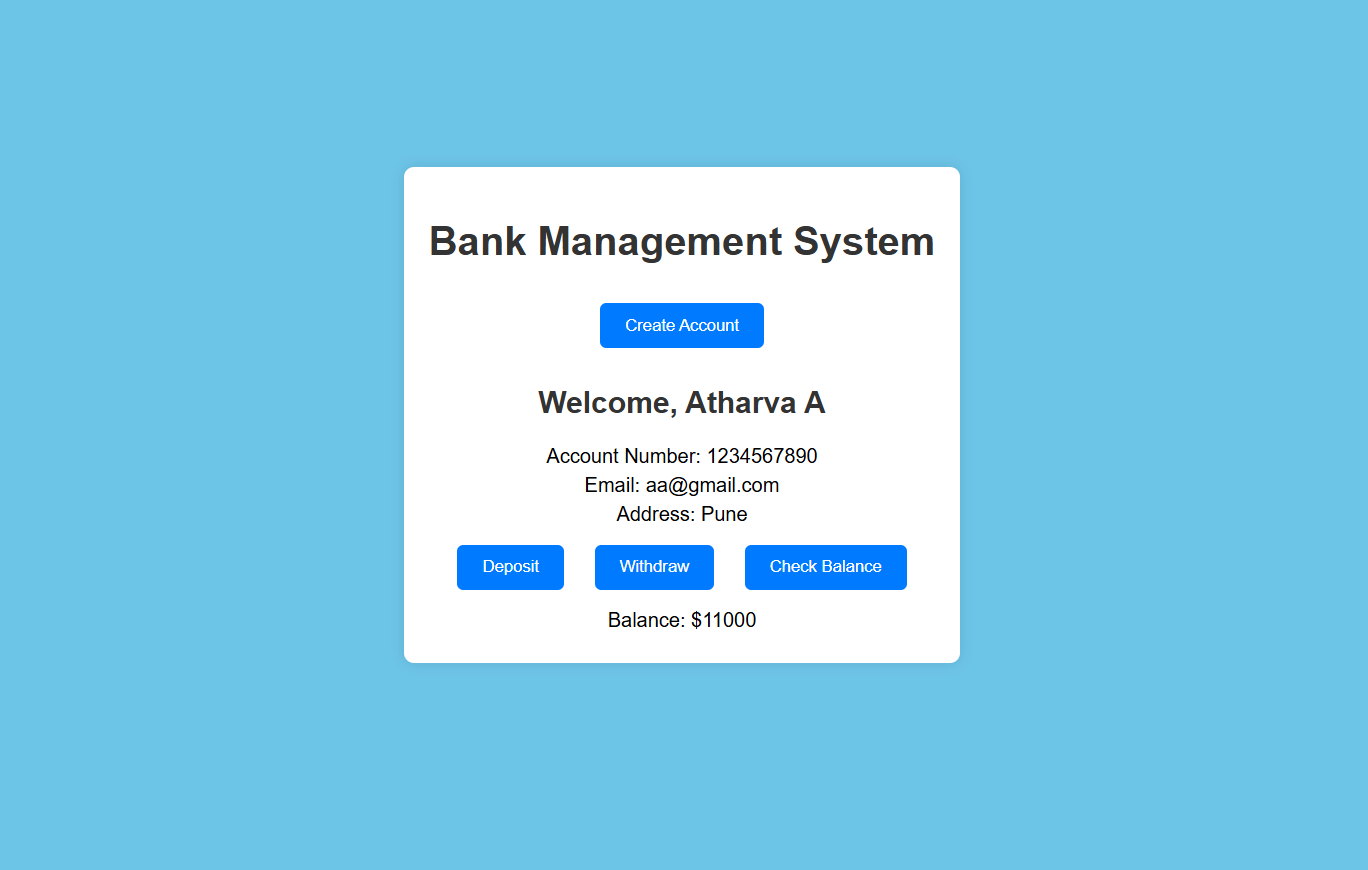 Bank Management System
Create Account
Welcome, Atharva A
Account Number: 1234567890
Email: aa@gmail.com
Address: Pune
Deposit Withdraw Check Balance
Balance: $11000